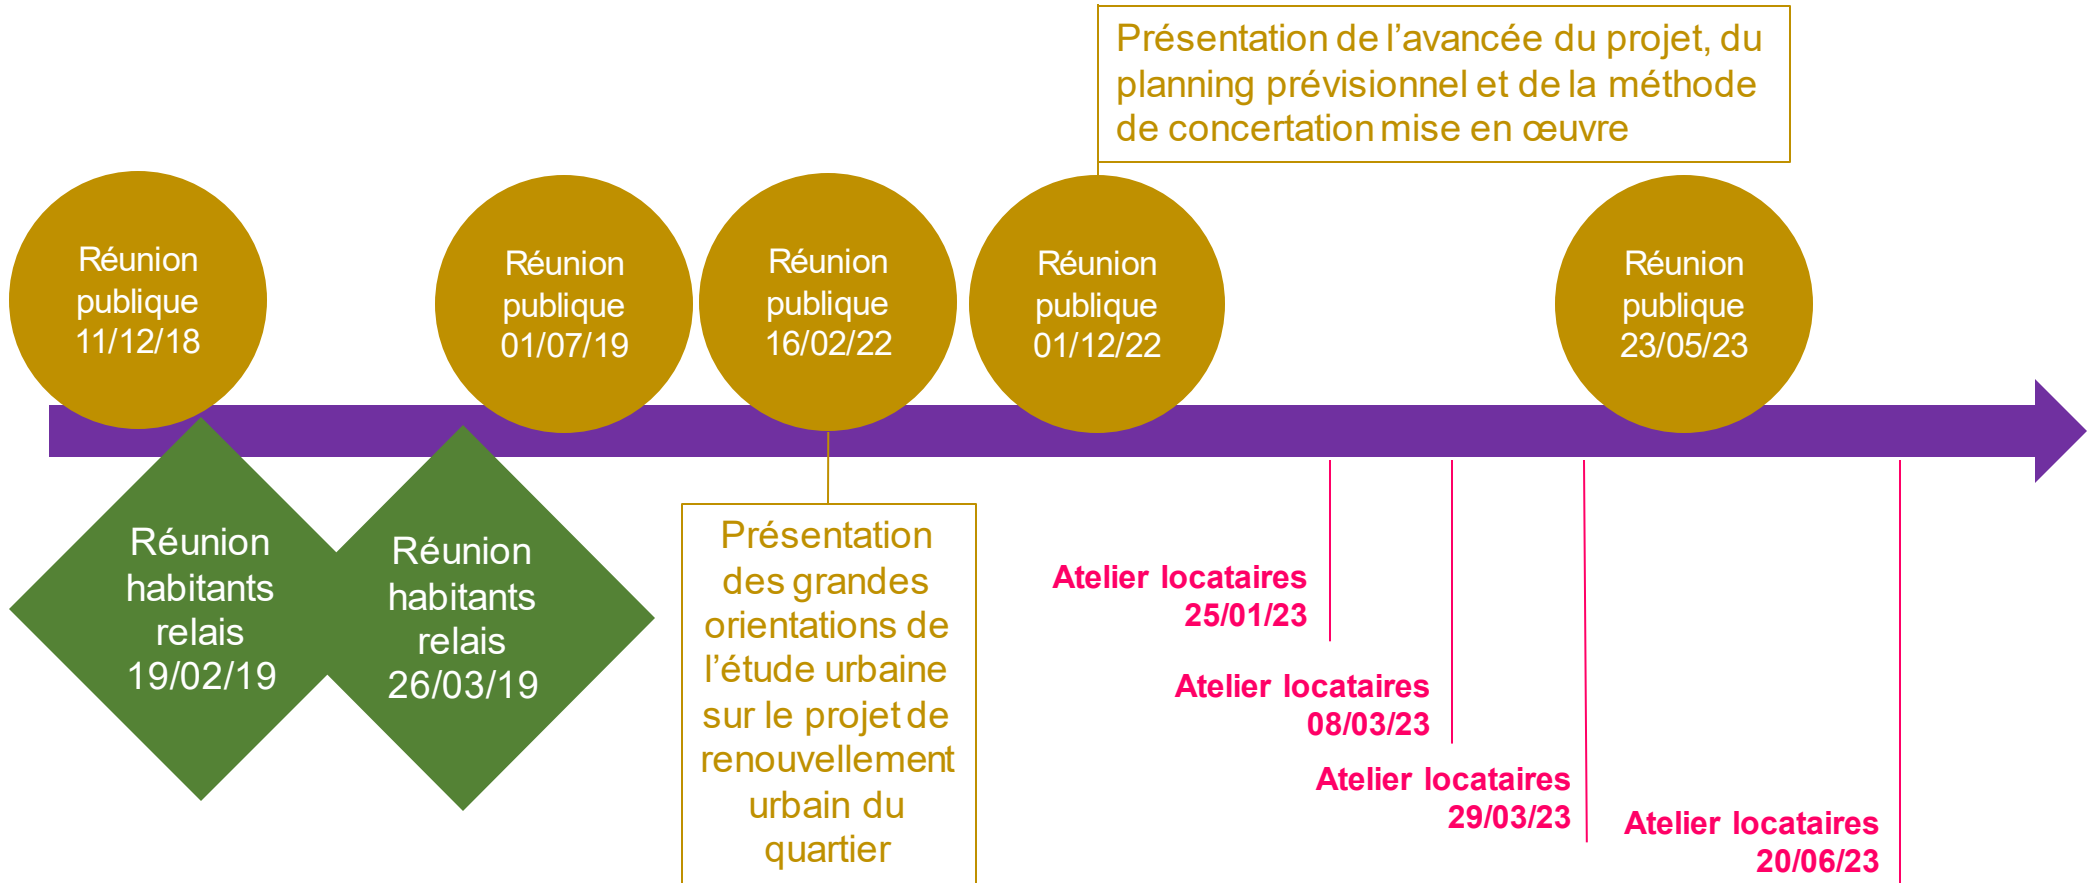 Présentation de l’avancée du projet, du
planning prévisionnel et de la méthode
de concertation mise en œuvre
Réunion
publique
11/12/18
Réunion
publique
01/07/19
Réunion
publique
16/02/22
Réunion
publique
01/12/22
Réunion
publique
23/05/23
Réunion
habitants
relais
19/02/19
Réunion
habitants
relais
26/03/19
Présentation
des grandes
orientations de
l’étude urbaine
sur le projet de
renouvellement
urbain du
quartier
Atelier locataires
25/01/23
Atelier locataires
08/03/23
Atelier locataires
29/03/23
Atelier locataires
20/06/23